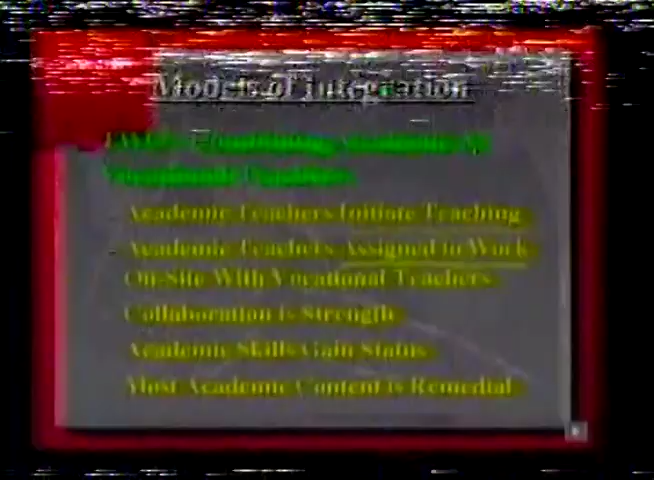 Models of Integration
Academic Teachers Initiate Teaching
Academic Teachers Assigned to Work
On-Site With Vocational Teachers
Collaboration is Strength
Academic Skills Gain Status
Most Academic Content is Remedial